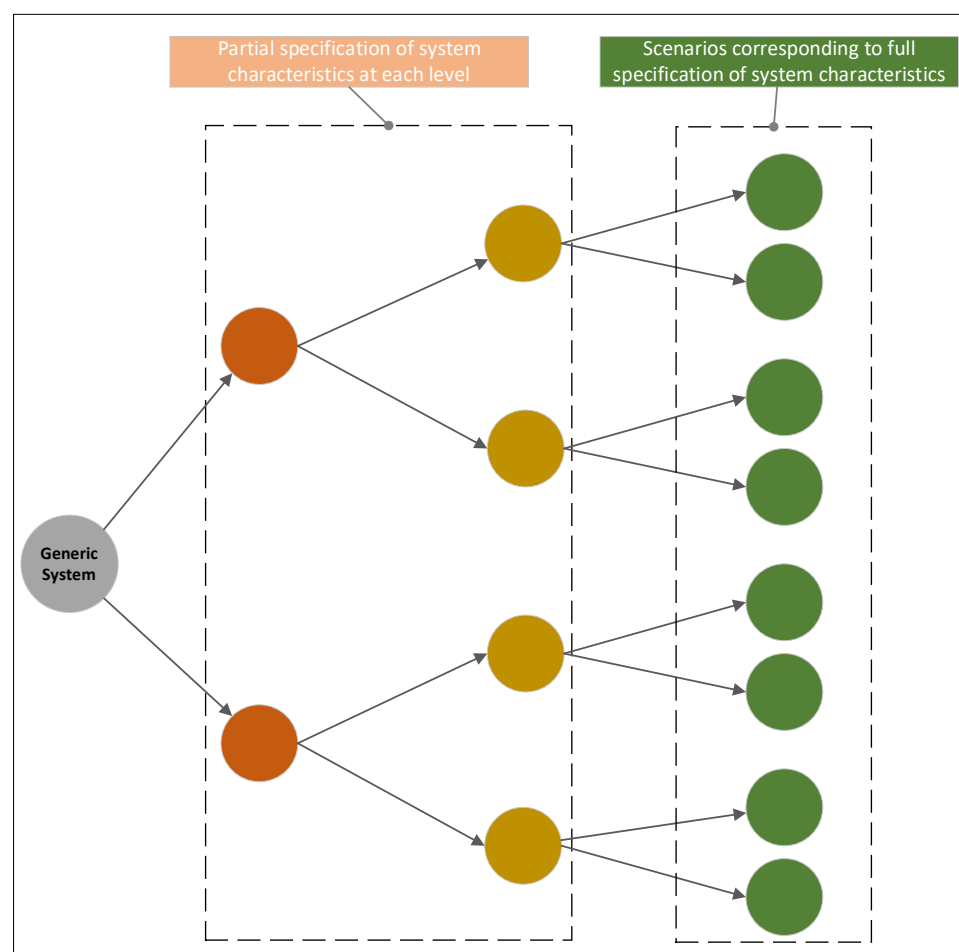 Partial specification of system
characteristics at each level
Scenarios corresponding to full
specification of system characteristics
Generic
System